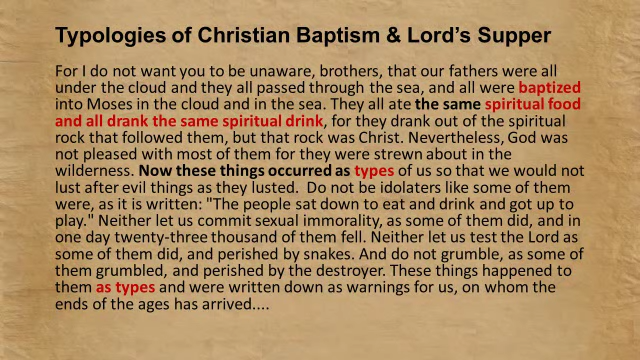 Typologies of Christian Baptism & Lord’s Supper
For I do not want you to be unaware, brothers, that our fathers were all
under the cloud and they all passed through the sea, and all were baptized
into Moses in the cloud and in the sea. They all ate the same spiritual food
and all drank the same spiritual drink, for they drank out of the spiritual
rock that followed them, but that rock was Christ. Nevertheless, God was
not pleased with most of them for they were strewn about in the
wilderness. Now these things occurred as types of us so that we would not
lust after evil things as they lusted.  Do not be idolaters like some of them
were, as it is written: "The people sat down to eat and drink and got up to
play." Neither let us commit sexual immorality, as some of them did, and in
one day twenty-three thousand of them fell. Neither let us test the Lord as
some of them did, and perished by snakes. And do not grumble, as some of
them grumbled, and perished by the destroyer. These things happened to
them as types and were written down as warnings for us, on whom the
ends of the ages has arrived....